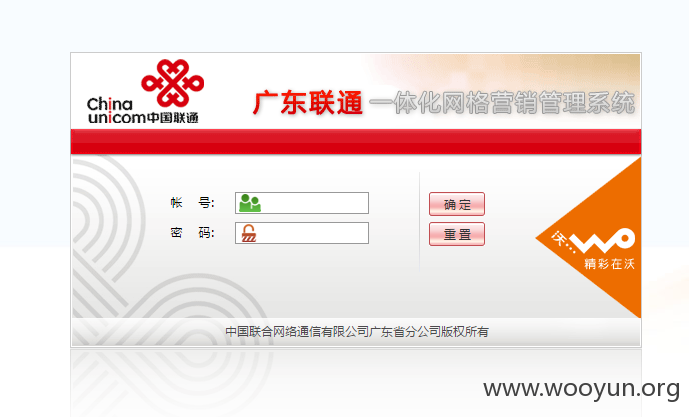 China
unicom中国联通
广东联通 一体化网格营销管理系统
帐 号:
确 定
密 码:
重 置
沃...
精彩在沃
中国联合网络通信有限公司广东省分公司版权所有
www.wooyun.org